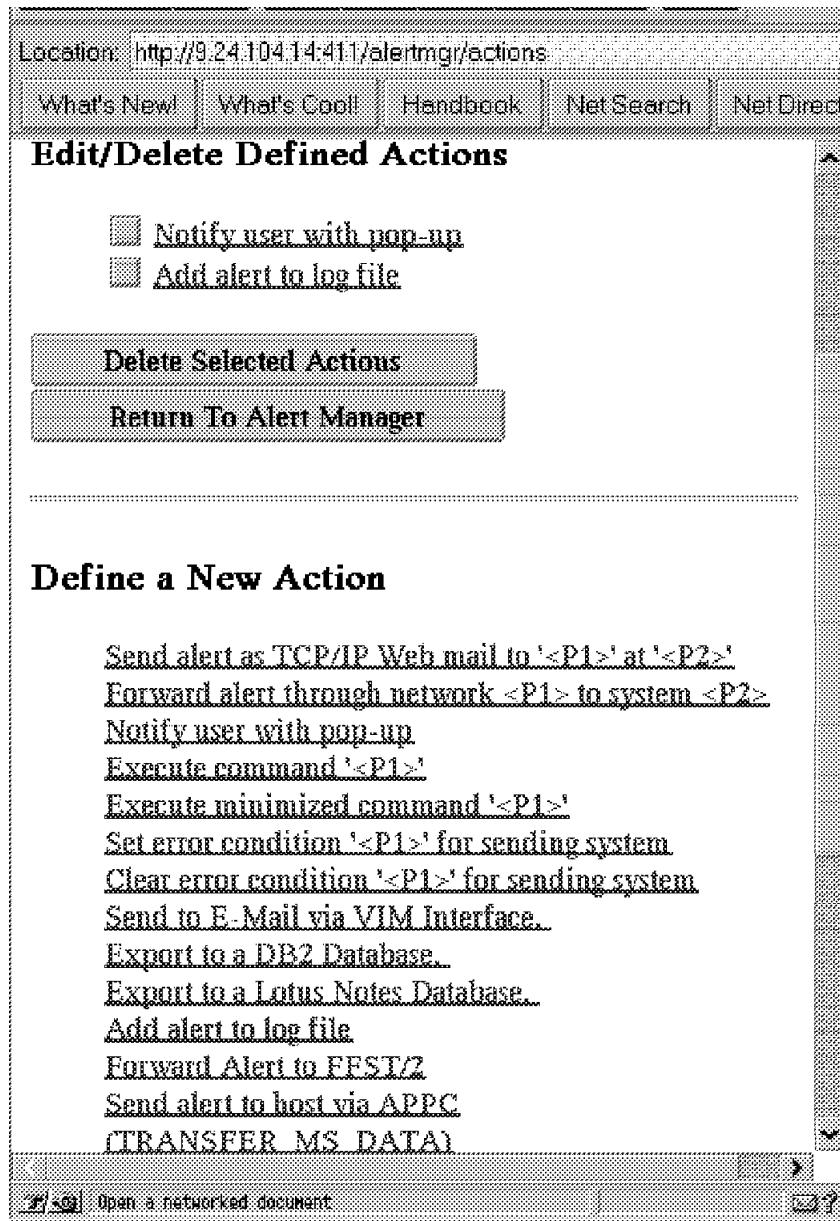 Location: http://9.24.104.14:411/alertmgr/actions
What's New! What's Cool! Handbook Net Search Net Direct
Edit/Delete Defined Actions
Notify user with pop-up
Add alert to log file
Delete Selected Actions
Return To Alert Manager
Define a New Action
Send alert as TCP/IP Web mail to '<P1>' at '<P2>'
Forward alert through network <P1> to system <P2>
Notify user with pop-up
Execute command '<P1>'
Execute minimized command '<P1>'
Set error condition '<P1>' for sending system
Clear error condition '<P1>' for sending system
Send to E-Mail via VIM Interface.
Export to a DB2 Database.
Export to a Lotus Notes Database.
Add alert to log file
Forward Alert to FFST/2
Send alert to host via APPC
(TRANSFER_MS_DATA)
Open a networked document
?